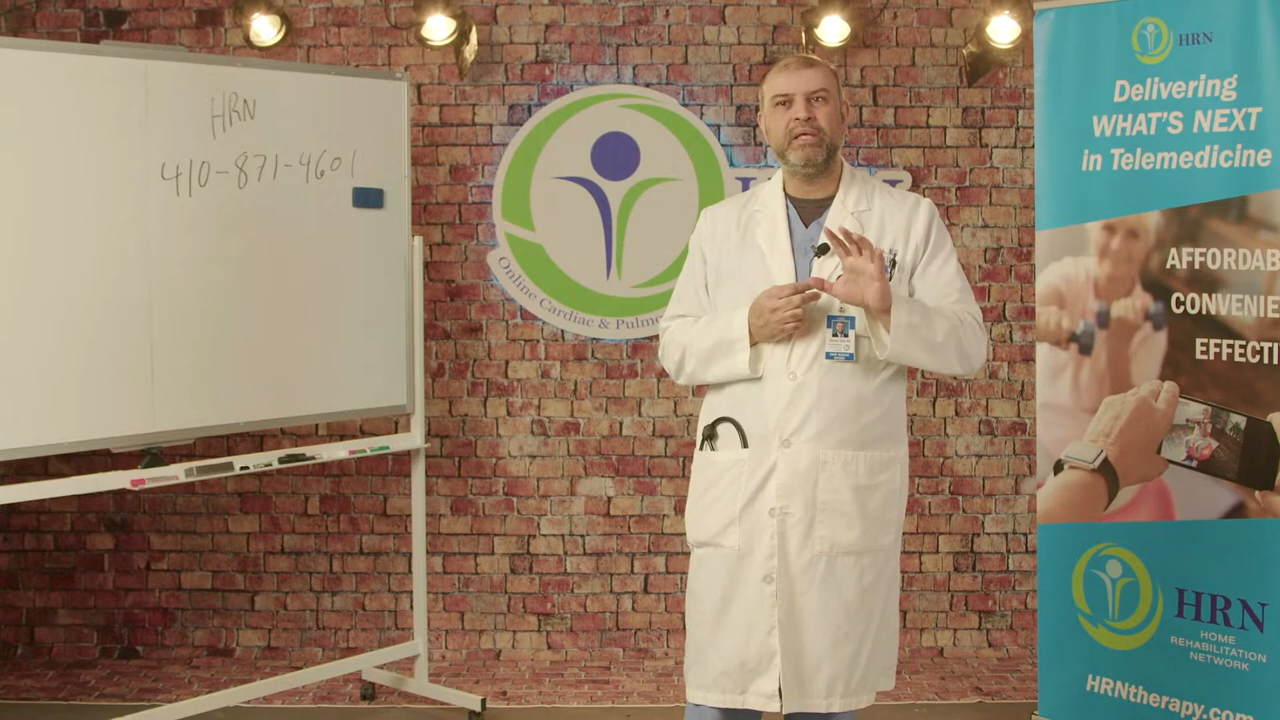 HRN
410-871-4601
Online Cardiac & Pulmo
HRN
Delivering
WHAT'S NEXT
in Telemedicine
AFFORDAB
CONVENIE
EFFECTI
HRN
HOME
REHABILITATION
NETWORK
HRNtherapy.com